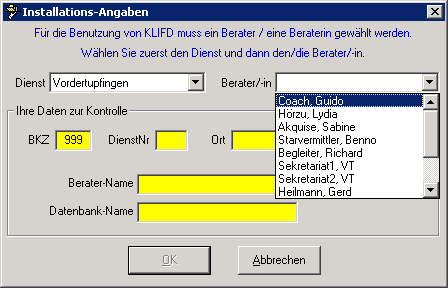 Installations-Angaben
Für die Benutzung von KLIFD muss ein Berater / eine Beraterin gewählt werden.
Wählen Sie zuerst den Dienst und dann den/die Berater/-in.
Dienst Vordertupfingen Berater/-in
Coach, Guido
Hörzu, Lydia
Akquise, Sabine
Starvermittler, Benno
Begleiter, Richard
Sekretariat1, VT
Sekretariat2, VT
Heilmann, Gerd
Ihre Daten zur Kontrolle
BKZ 999 DienstNr Ort
Berater-Name
Datenbank-Name
OK Abbrechen